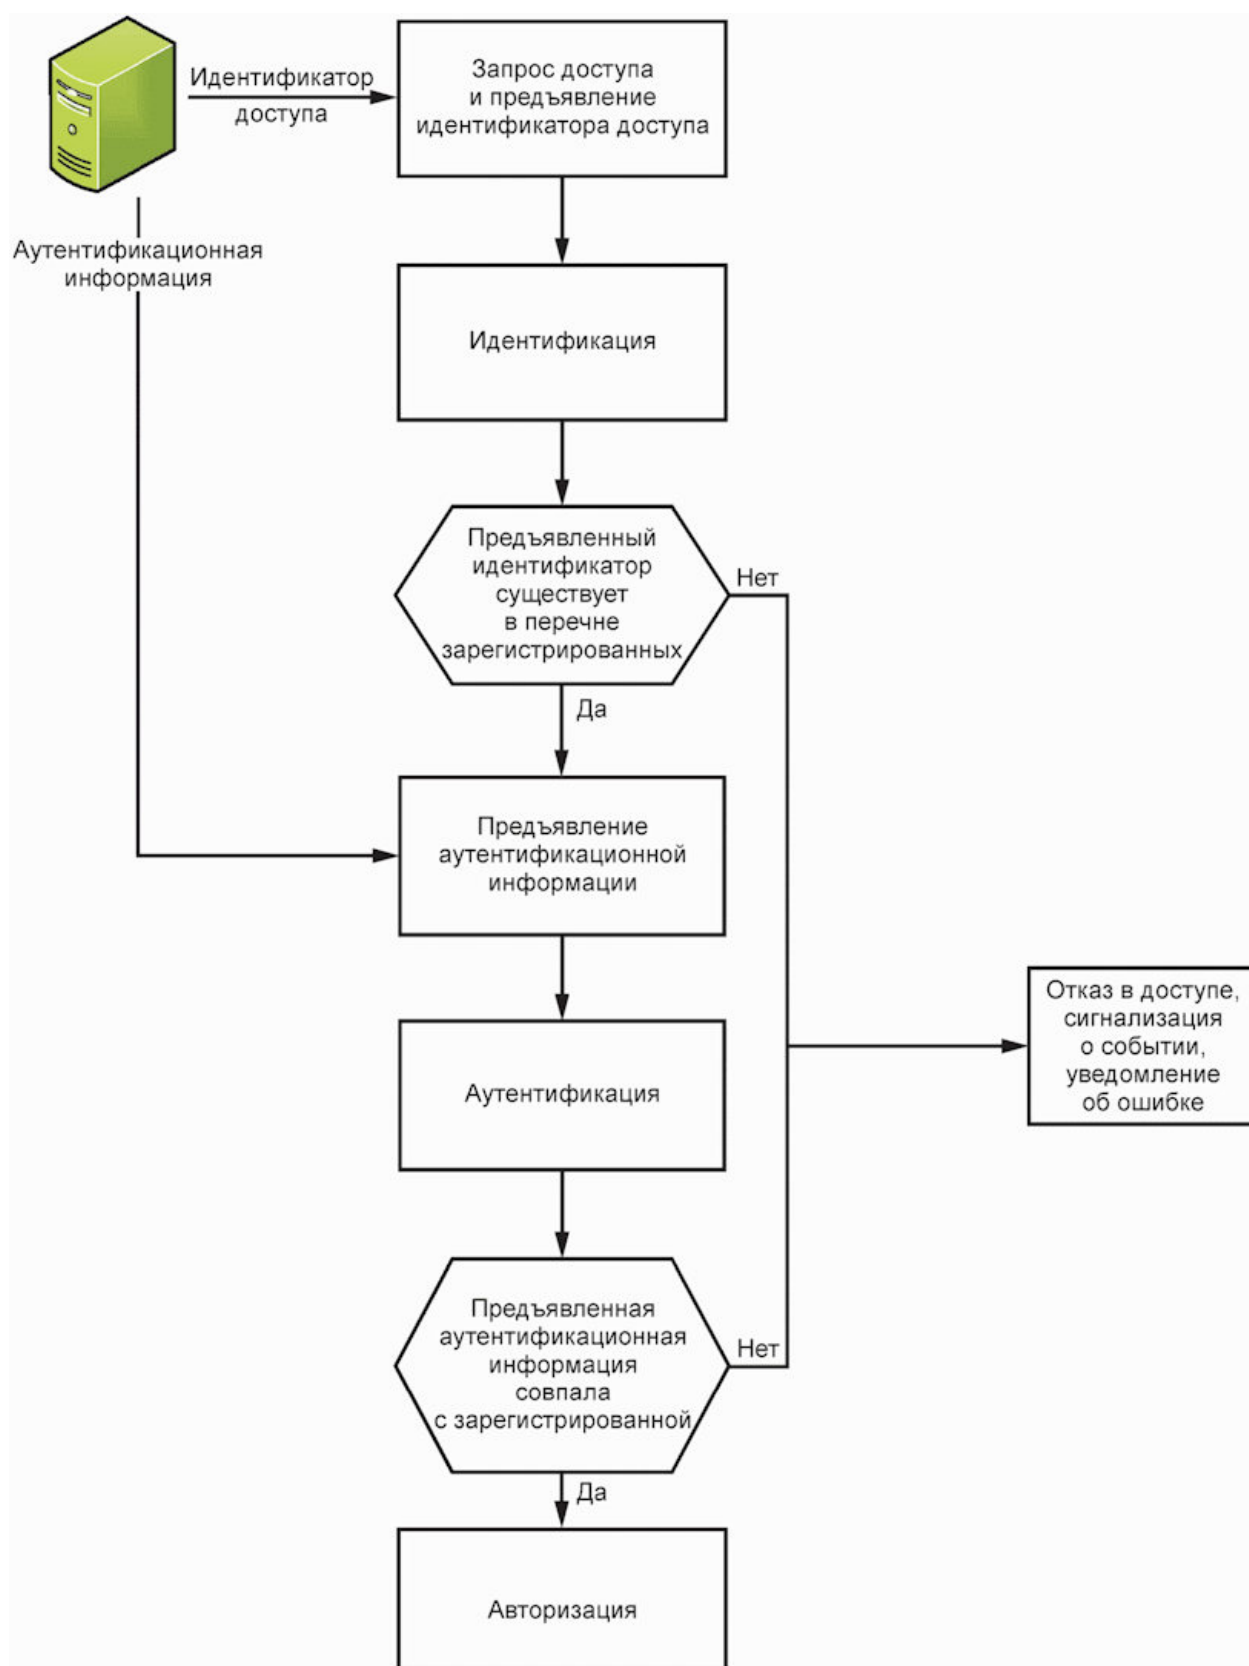 Идентификатор
доступа
Запрос доступа
и предъявление
идентификатора доступа
Аутентификационная
информация
Идентификация
Предъявленный
идентификатор
существует
в перечне
зарегистрированных
Нет
Да
Предъявление
аутентификационной
информации
Отказ в доступе,
сигнализация
о событии,
уведомление
об ошибке
Аутентификация
Предъявленная
аутентификационная
информация
совпала
с зарегистрированной
Нет
Да
Авторизация